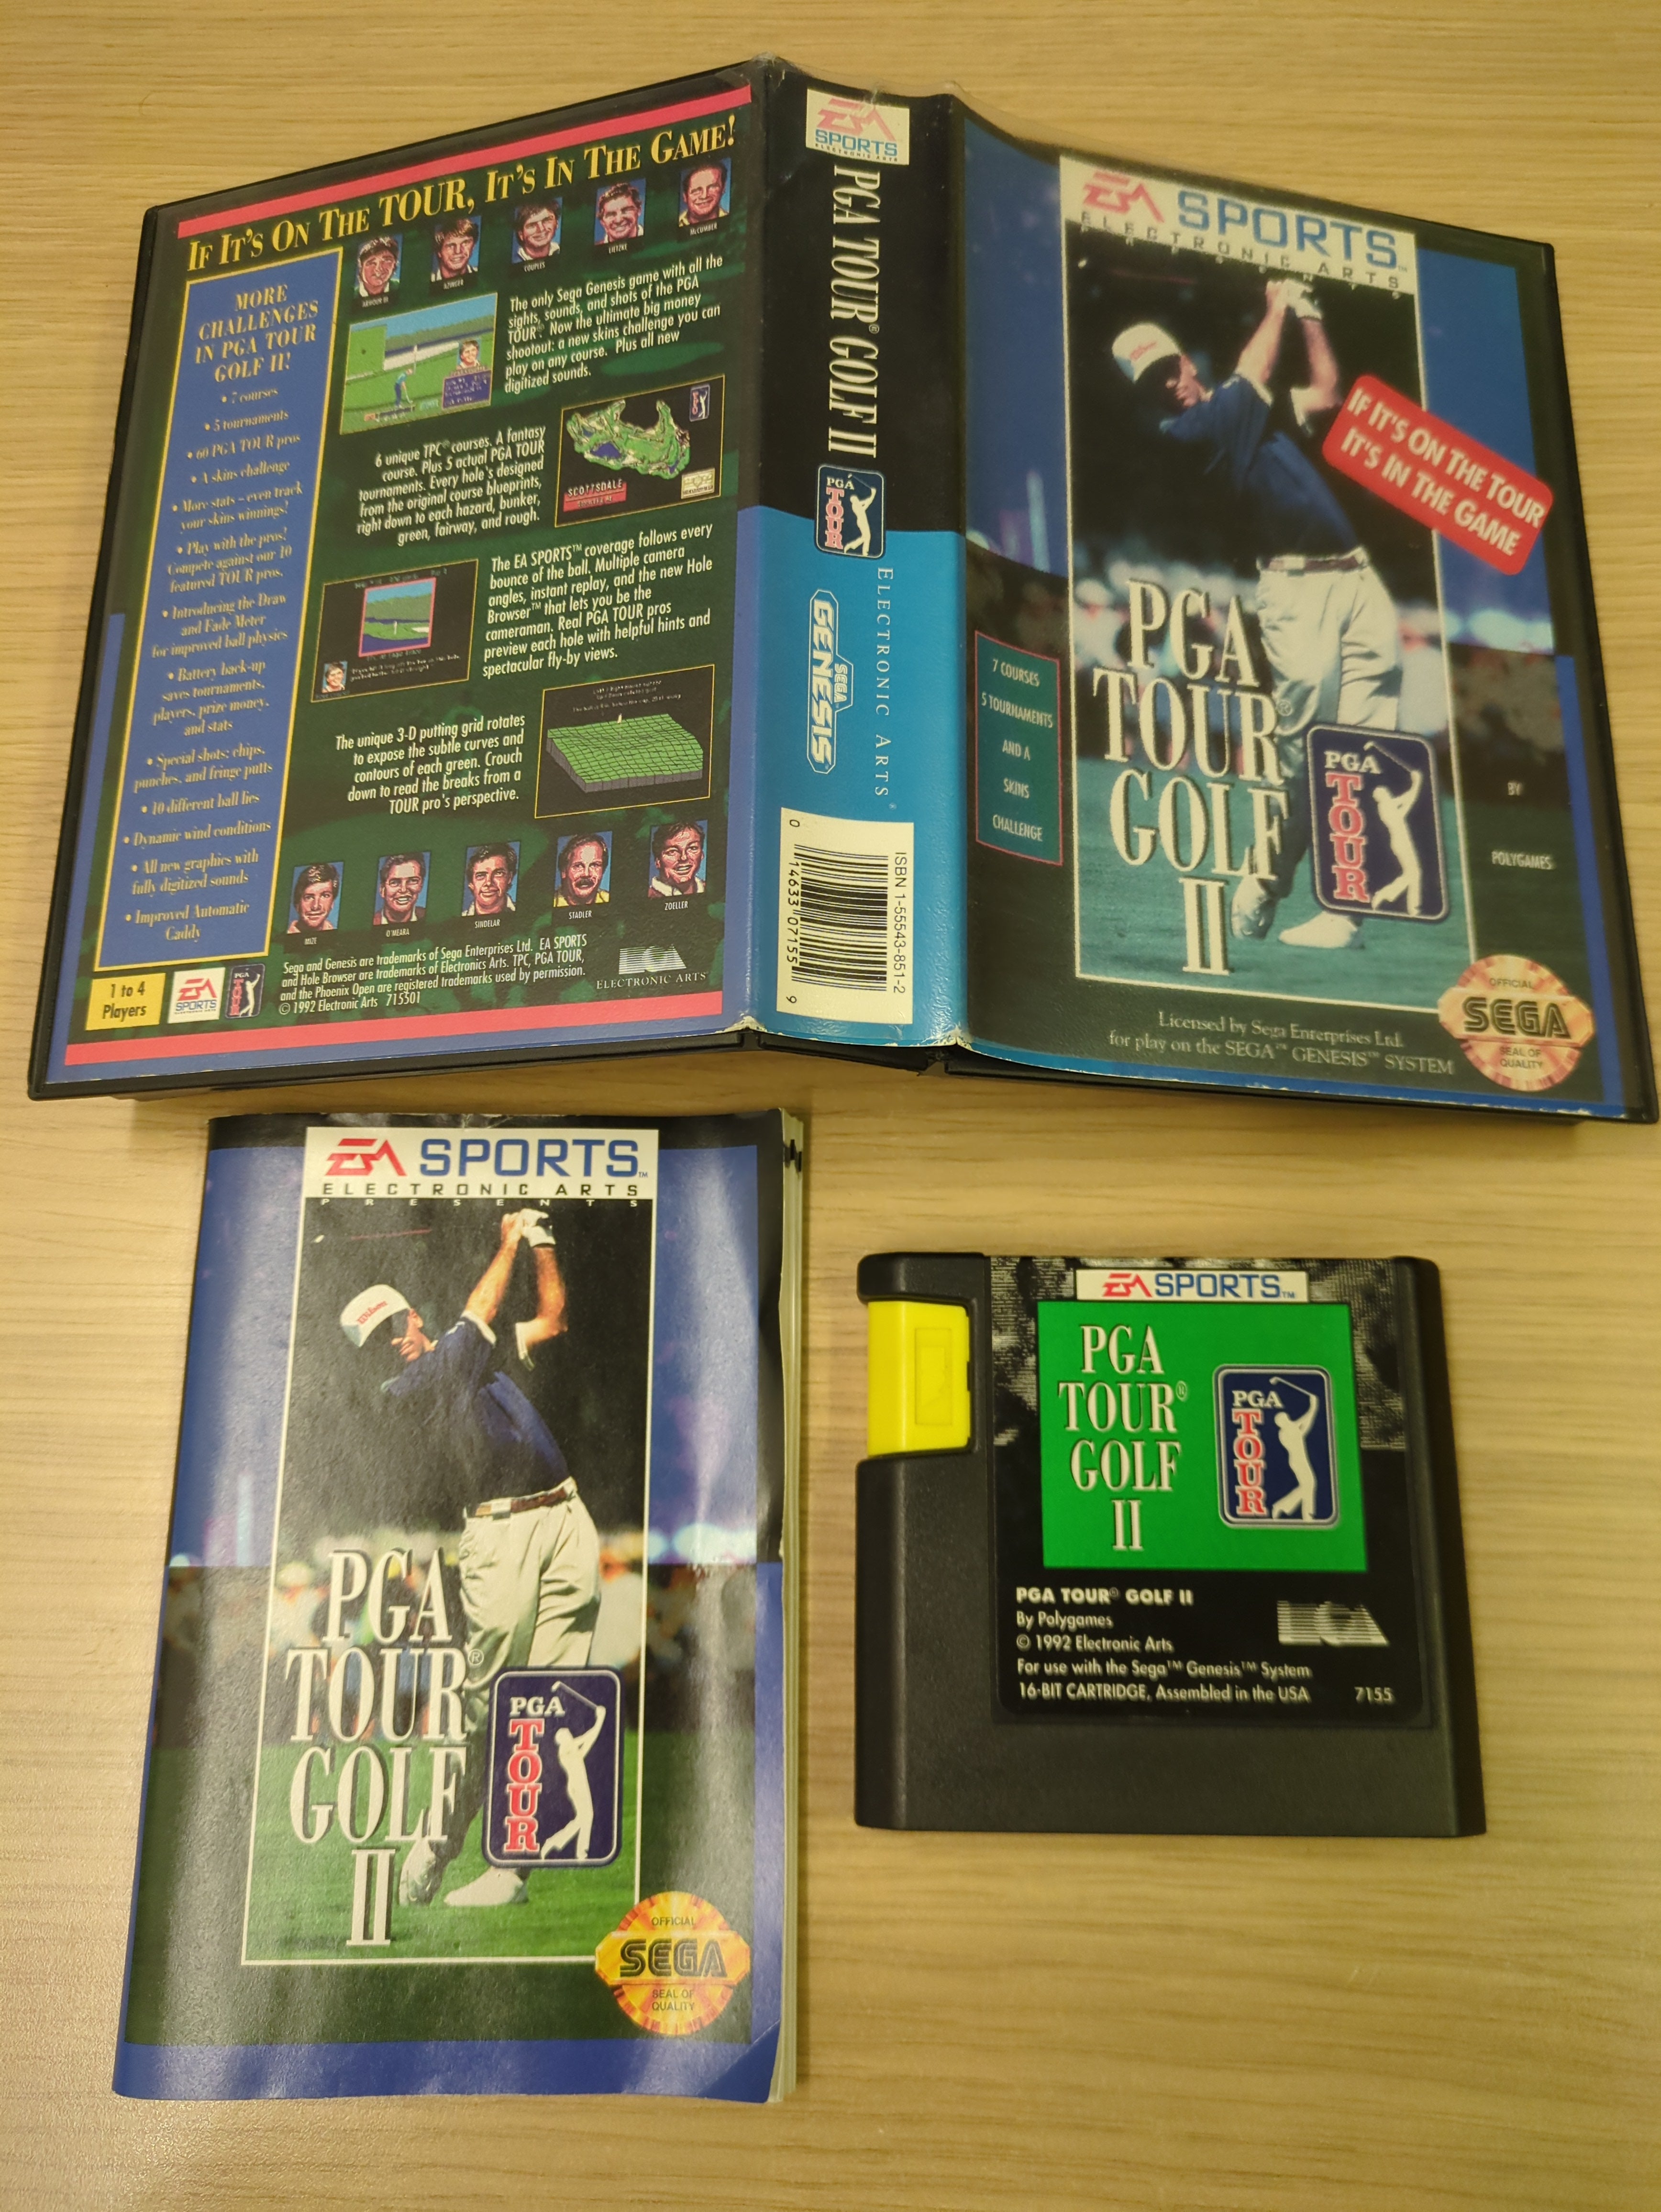 IF IT'S ON THE TOUR, IT'S IN THE GAME!
MORE
CHALLENGES
IN PGA TOUR
GOLF II!
• 7 courses
• 5 tournaments
• 60 PGA TOUR pros
• A skins challenge
• More stats – even track
your skins winnings!
• Play with the pros!
Compete against our 10
featured TOUR pros.
• Introducing the Draw
and Fade Meter
for improved ball physics
• Battery back-up
saves tournaments,
players, prize money,
and stats
• Special shots: chips,
punches, and fringe putts
• 10 different ball lies
• Dynamic wind conditions
• All new graphics with
fully digitized sounds
• Improved Automatic
Caddy
ARMOUR III
AZINGER
COUPLES
LIETZKE
McCUMBER
The only Sega Genesis game with all the
sights, sounds, and shots of the PGA
TOUR®. Now the ultimate big money
shootout: a new skins challenge you can
play on any course. Plus all new
digitized sounds.
6 unique TPC® courses. A fantasy
course. Plus 5 actual PGA TOUR
tournaments. Every hole's designed
from the original course blueprints,
right down to each hazard, bunker,
green, fairway, and rough.
SCOTTSDALE
The EA SPORTS™ coverage follows every
bounce of the ball. Multiple camera
angles, instant replay, and the new Hole
Browser™ that lets you be the
cameraman. Real PGA TOUR pros
preview each hole with helpful hints and
spectacular fly-by views.
The unique 3-D putting grid rotates
to expose the subtle curves and
contours of each green. Crouch
down to read the breaks from a
TOUR pro's perspective.
MIZE
O'MEARA
SINDELAR
STADLER
ZOELLER
1 to 4
Players
EA
SPORTS
PGA
TOUR
Sega and Genesis are trademarks of Sega Enterprises Ltd. EA SPORTS
and Hole Browser are trademarks of Electronics Arts. TPC, PGA TOUR,
and the Phoenix Open are registered trademarks used by permission.
© 1992 Electronic Arts 715501
ELECTRONIC ARTS®
EA
SPORTS
ELECTRONIC ARTS
PGA TOUR® GOLF II
PGA
TOUR
ELECTRONIC ARTS®
SEGA
GENESIS
ISBN 1-55543-851-2
0 14633 07155 9
EA SPORTS™
ELECTRONIC ARTS
PRESENTS
IF IT'S ON THE TOUR
IT'S IN THE GAME
7 COURSES
5 TOURNAMENTS
AND A
SKINS
CHALLENGE
PGA
TOUR®
GOLF
II
PGA
TOUR
BY
POLYGAMES
Licensed by Sega Enterprises Ltd.
for play on the SEGA™ GENESIS™ SYSTEM
OFFICIAL
SEGA
SEAL OF
QUALITY
EA SPORTS™
ELECTRONIC ARTS
PRESENTS
Wilson
PGA
TOUR®
GOLF
II
PGA
TOUR
OFFICIAL
SEGA
SEAL OF
QUALITY
EA SPORTS™
PGA
TOUR®
GOLF
II
PGA
TOUR
PGA TOUR® GOLF II
By Polygames
© 1992 Electronic Arts
For use with the Sega™ Genesis™ System
16-BIT CARTRIDGE, Assembled in the USA 7155